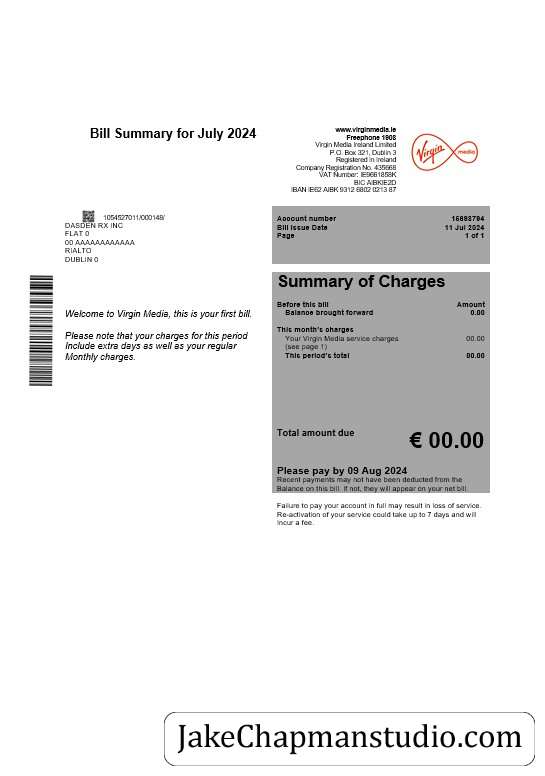 Bill Summary for July 2024
www.virginmedia.ie
Freephone 1908
Virgin Media Ireland Limited
P.O. Box 321, Dublin 3
Registered in Ireland
Company Registration No. 435668
VAT Number: IE9661858K
BIC AIBKIE2D
IBAN IE62 AIBK 9312 6802 0213 87
Virgin media
1054527011/000148/
DASDEN RX INC
FLAT 0
00 AAAAAAAAAAAA
RIALTO
DUBLIN 0
Account number 15893794
Bill Issue Date 11 Jul 2024
Page 1 of 1
Welcome to Virgin Media, this is your first bill.
Please note that your charges for this period
Include extra days as well as your regular
Monthly charges.
Summary of Charges
Before this bill Amount
Balance brought forward 0.00
This month's charges
Your Virgin Media service charges 00.00
(see page 1)
This period's total 00.00
Total amount due € 00.00
Please pay by 09 Aug 2024
Recent payments may not have been deducted from the
Balance on this bill. If not, they will appear on your net bill.
Failure to pay your account in full may result in loss of service.
Re-activation of your service could take up to 7 days and will
incur a fee.
JakeChapmanstudio.com